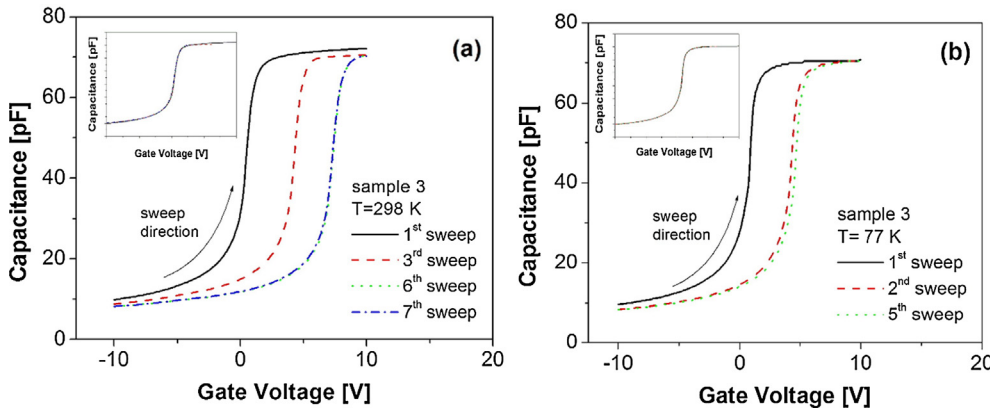 80
60
40
20
0
-10
0
10
20
Capacitance [pF]
Gate Voltage [V]
(a)
Capacitance [pF]
Gate Voltage [V]
sweep
direction
sample 3
T=298 K
1st sweep
3rd sweep
6th sweep
7th sweep
80
60
40
20
0
-10
0
10
20
Capacitance [pF]
Gate Voltage [V]
(b)
Capacitance [pF]
Gate Voltage [V]
sweep
direction
sample 3
T= 77 K
1st sweep
2nd sweep
5th sweep